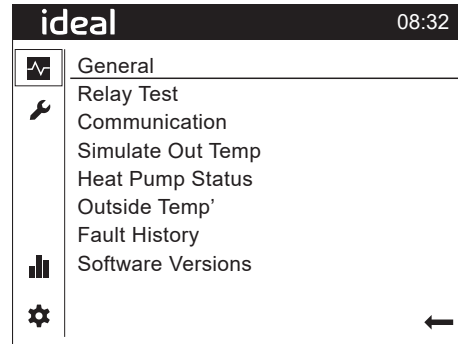 ideal 08:32
General
Relay Test
Communication
Simulate Out Temp
Heat Pump Status
Outside Temp’
Fault History
Software Versions